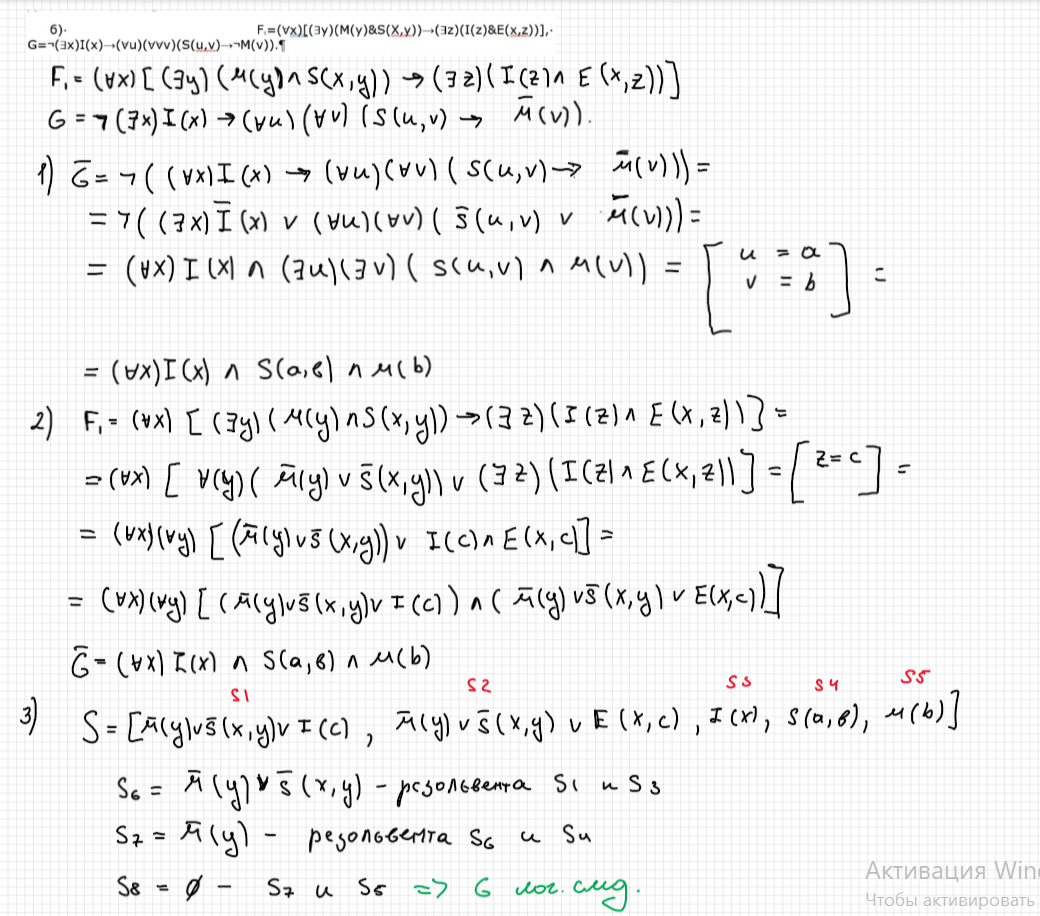 б)· F₁=(∀x)[(∃y)(M(y)&S(X,y))→(∃z)(I(z)&E(x,z))],·
G=¬(∃x)I(x)→(∀u)(∀v)(S(u,v)→¬M(v)).¶
F₁ = (∀x) [ (∃y) (M(y) ∧ S(x,y)) → (∃z) ( I(z) ∧ E(x,z))]
G = ¬(∃x) I(x) → (∀u) (∀v) (S(u,v) → M̄(v)).
1) Ḡ = ¬( (∀x) I(x) → (∀u)(∀v) ( S(u,v) → M̄(v))) =
= ¬( (∃x) Ī(x) ∨ (∀u)(∀v) ( S̄(u,v) ∨ M̄(v))) =
= (∀x) I(x) ∧ (∃u)(∃v) ( S(u,v) ∧ M(v)) = [ u = a v = b ] =
= (∀x) I(x) ∧ S(a,в) ∧ M(b)
2) F₁ = (∀x) [ (∃y) ( M(y) ∧ S(x,y)) → (∃z) ( I(z) ∧ E(x,z))] =
= (∀x) [ ∀(y) ( M̄(y) ∨ S̄(x,y)) ∨ (∃z) (I(z) ∧ E(x,z))] = [ z = c ] =
= (∀x)(∀y) [ (M̄(y) ∨ S̄(x,y)) ∨ I(c) ∧ E(x,c)] =
= (∀x)(∀y) [ ( M̄(y) ∨ S̄(x,y) ∨ I(c) ) ∧ ( M̄(y) ∨ S̄(x,y) ∨ E(x,c))]
Ḡ = (∀x) I(x) ∧ S(a,в) ∧ M(b)
S1 S2 S3 S4 S5
3) S = [M̄(y) ∨ S̄(x,y) ∨ I(c) , M̄(y) ∨ S̄(x,y) ∨ E(x,c) , I(x), S(a,в), M(b)]
S6 = M̄(y) ∨ S̄(x,y) - резольвента S1 и S3
S7 = M̄(y) - резольвента S6 и S4
S8 = ∅ - S7 и S5 => G лог. след.
Активация Win
Чтобы активировать